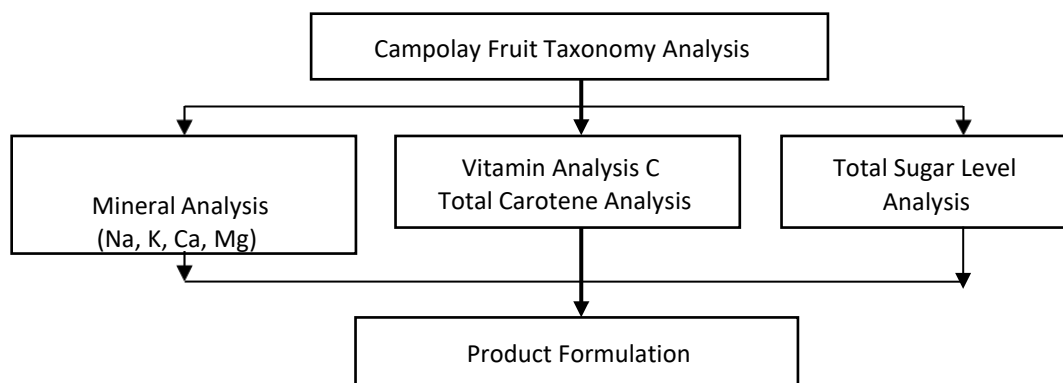 Campolay Fruit Taxonomy Analysis
Mineral Analysis
(Na, K, Ca, Mg)
Vitamin Analysis C
Total Carotene Analysis
Total Sugar Level
Analysis
Product Formulation